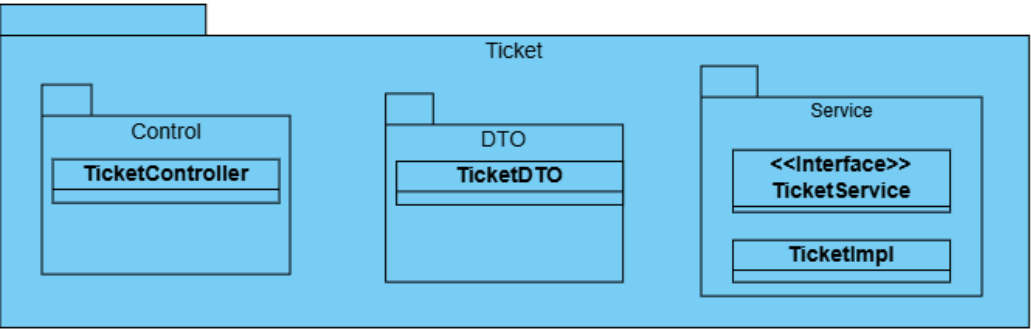 Ticket
Control
TicketController
DTO
TicketDTO
Service
<<Interface>>
TicketService
TicketImpl